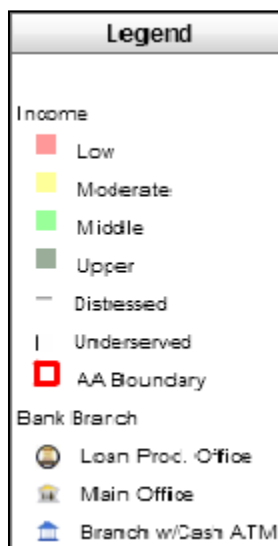 Legend
Income
Low
Moderate
Middle
Upper
Distressed
Underserved
AA Boundary
Bank Branch
Loan Prod. Office
Main Office
Branch w/Cash ATM